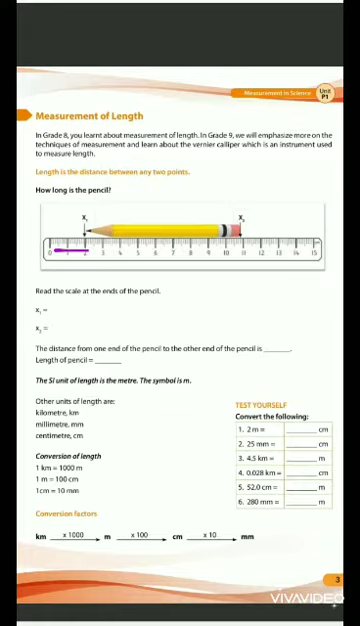 Measurement in Science
Unit
P1
Measurement of Length
In Grade 8, you learnt about measurement of length. In Grade 9, we will emphasize more on the
techniques of measurement and learn about the vernier calliper which is an instrument used
to measure length.
Length is the distance between any two points.
How long is the pencil?
X₁ X₂
0 1 2 3 4 5 6 7 8 9 10 11 12 13 14 15
Read the scale at the ends of the pencil.
x₁ =
x₂ =
The distance from one end of the pencil to the other end of the pencil is ______.
Length of pencil = ______
The SI unit of length is the metre. The symbol is m.
Other units of length are:
kilometre, km
millimetre, mm
centimetre, cm
Conversion of length
1 km = 1000 m
1 m = 100 cm
1cm = 10 mm
TEST YOURSELF
Convert the following:
1. 2 m = ______ cm
2. 25 mm = ______ cm
3. 4.5 km = ______ m
4. 0.028 km = ______ cm
5. 52.0 cm = ______ m
6. 280 mm = ______ m
Conversion factors
km x 1000 m x 100 cm x 10 mm
3
VIVAVIDEO